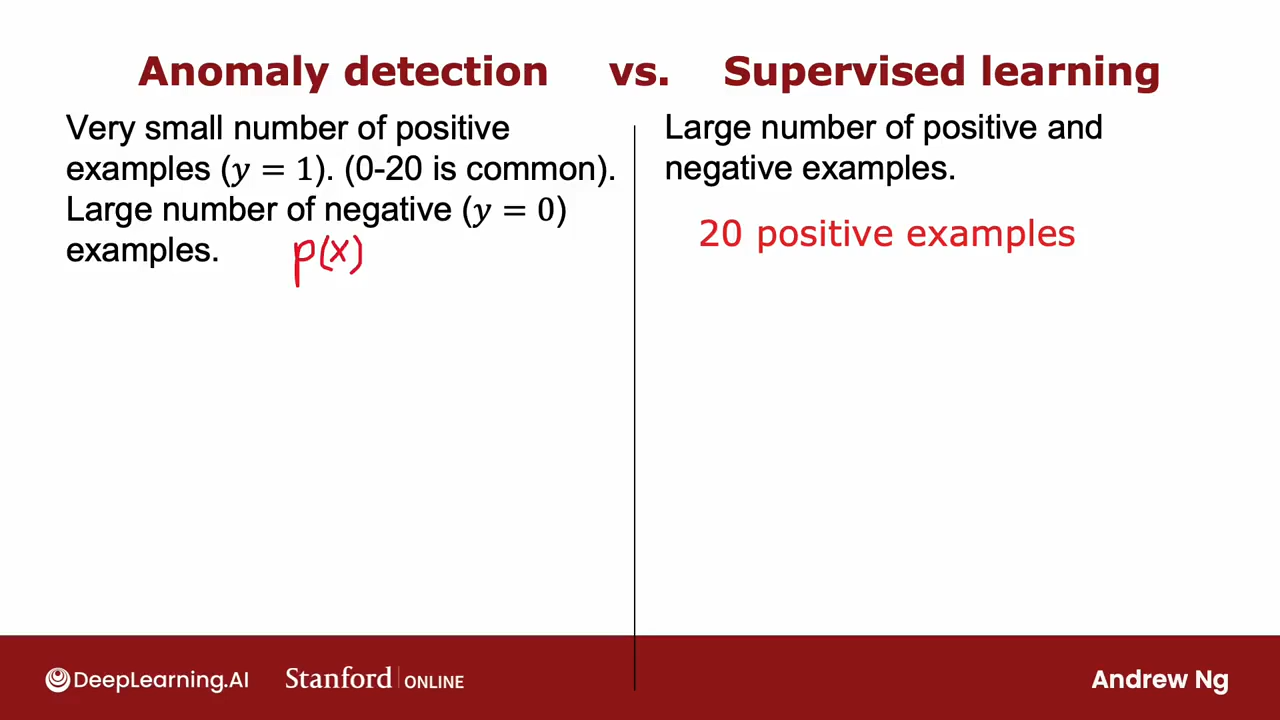 Anomaly detection vs. Supervised learning
Very small number of positive
examples (y = 1). (0-20 is common).
Large number of negative (y = 0)
examples. p(x)
Large number of positive and
negative examples.
20 positive examples
DeepLearning.AI Stanford ONLINE Andrew Ng